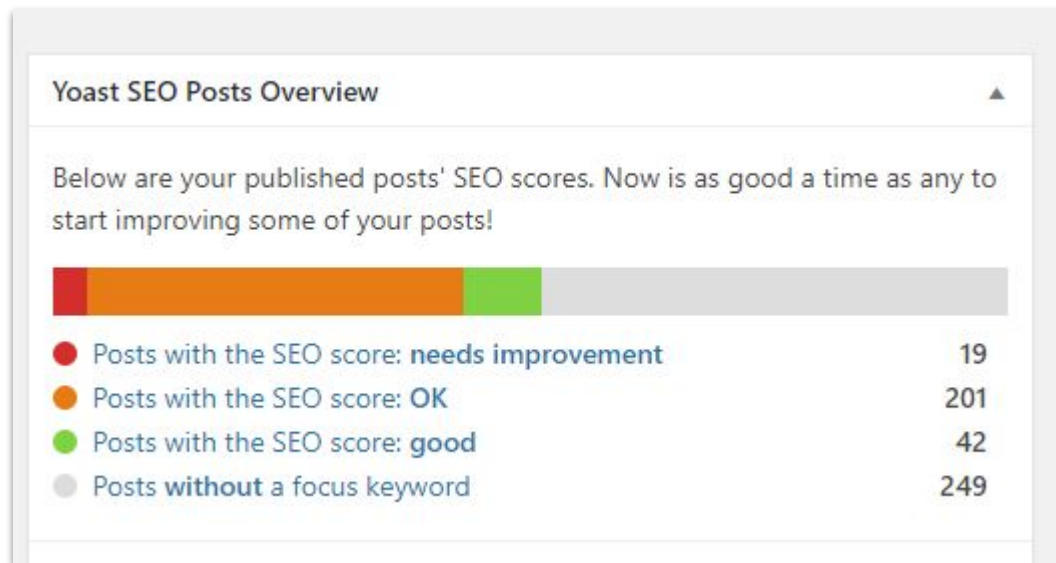 Yoast SEO Posts Overview
Below are your published posts' SEO scores. Now is as good a time as any to
start improving some of your posts!
Posts with the SEO score: needs improvement 19
Posts with the SEO score: OK 201
Posts with the SEO score: good 42
Posts without a focus keyword 249